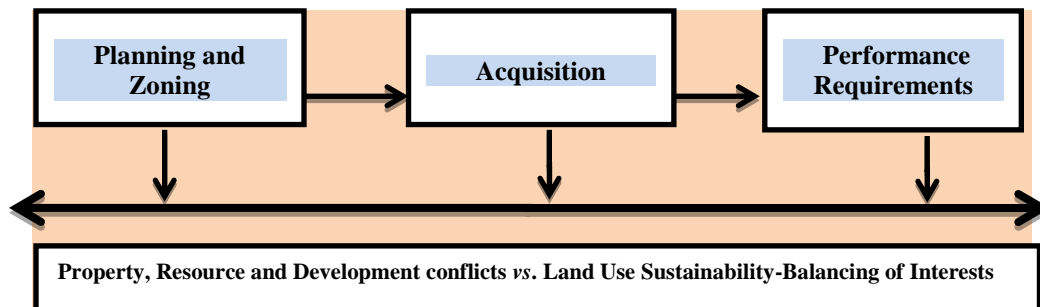 Planning and
Zoning
Acquisition
Performance
Requirements
Property, Resource and Development conflicts vs. Land Use Sustainability-Balancing of Interests